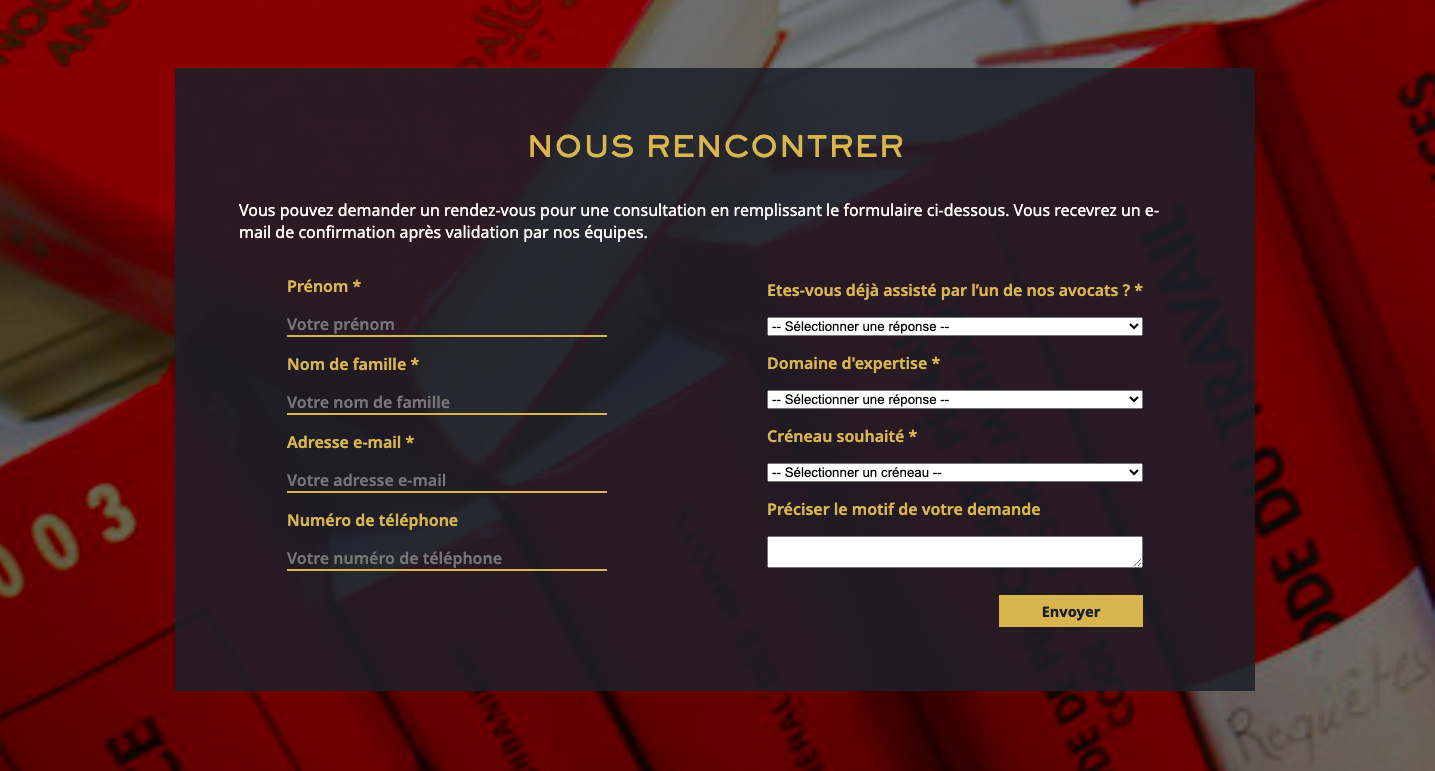 NOUS RENCONTRER
Vous pouvez demander un rendez-vous pour une consultation en remplissant le formulaire ci-dessous. Vous recevrez un e-
mail de confirmation après validation par nos équipes.
Prénom *
Votre prénom
Nom de famille *
Votre nom de famille
Adresse e-mail *
Votre adresse e-mail
Numéro de téléphone
Votre numéro de téléphone
Etes-vous déjà assisté par l’un de nos avocats ? *
-- Sélectionner une réponse --
Domaine d'expertise *
-- Sélectionner une réponse --
Créneau souhaité *
-- Sélectionner un créneau --
Préciser le motif de votre demande
Envoyer
003
DU TRAVAIL
Requêtes